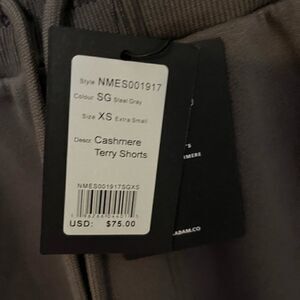 Style NMES001917
Colour SG Steel Gray
Size XS Extra Small
Descr Cashmere
Terry Shorts
NMES001917SGXS
USD: $75.00